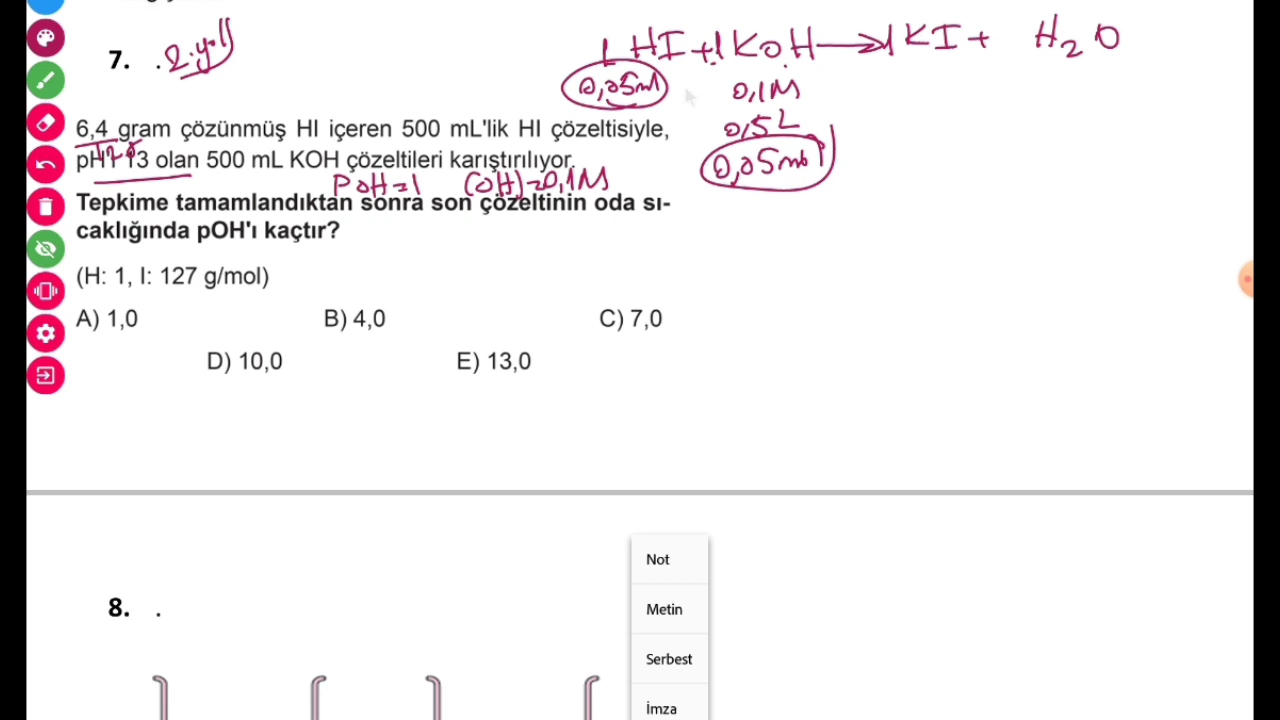 7. . 2.yol
1 HI + 1 KOH → 1 KI + H₂O
0,05 mol
0,1 M
0,5 L
0,05 mol
6,4 gram çözünmüş HI içeren 500 mL'lik HI çözeltisiyle,
128
pH'ı 13 olan 500 mL KOH çözeltileri karıştırılıyor.
POH=1 (OH)=0,1M
Tepkime tamamlandıktan sonra son çözeltinin oda sı-
caklığında pOH'ı kaçtır?
(H: 1, I: 127 g/mol)
A) 1,0 B) 4,0 C) 7,0
D) 10,0 E) 13,0
8. .
Not
Metin
Serbest
İmza